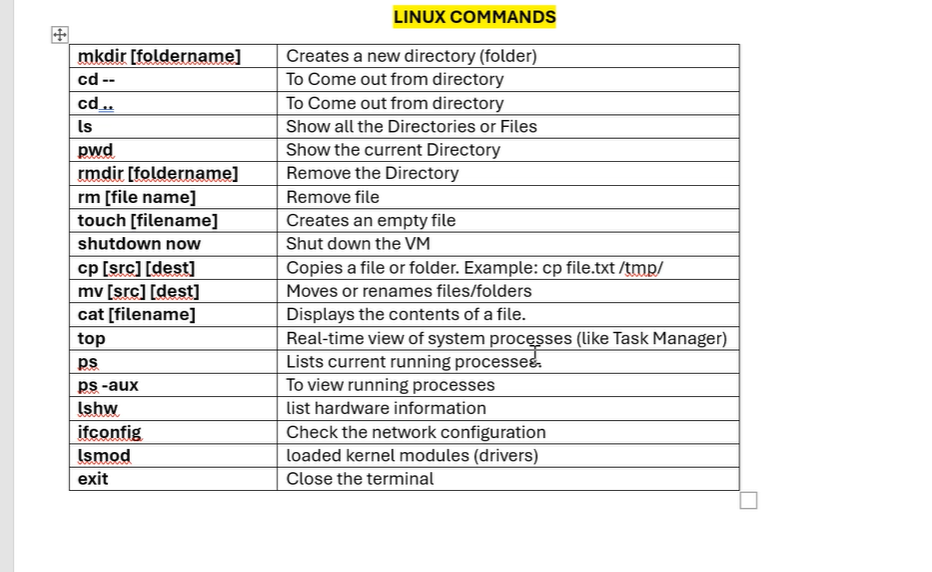 LINUX COMMANDS
mkdir [foldername] Creates a new directory (folder)
cd -- To Come out from directory
cd .. To Come out from directory
ls Show all the Directories or Files
pwd Show the current Directory
rmdir [foldername] Remove the Directory
rm [file name] Remove file
touch [filename] Creates an empty file
shutdown now Shut down the VM
cp [src] [dest] Copies a file or folder. Example: cp file.txt /tmp/
mv [src] [dest] Moves or renames files/folders
cat [filename] Displays the contents of a file.
top Real-time view of system processes (like Task Manager)
ps Lists current running processes.
ps -aux To view running processes
lshw list hardware information
ifconfig Check the network configuration
lsmod loaded kernel modules (drivers)
exit Close the terminal